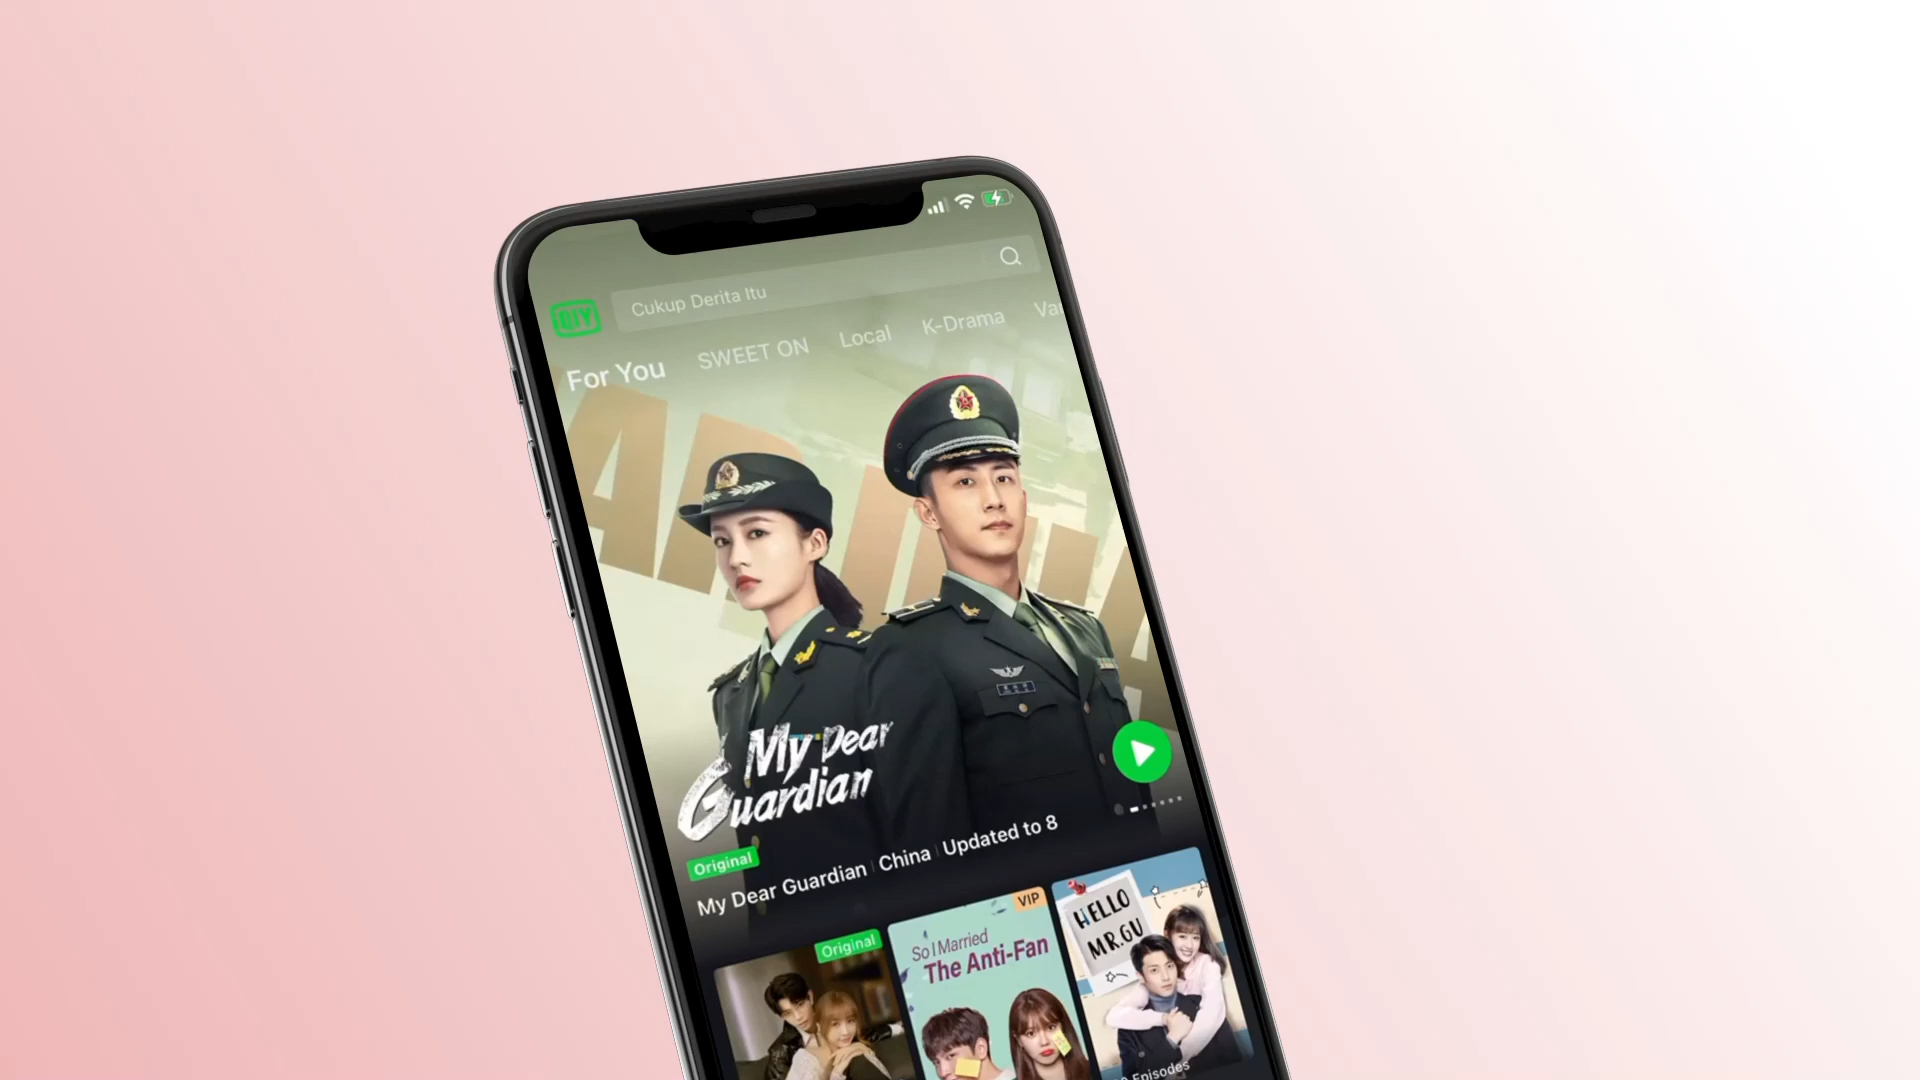 iQIYI
Cukup Derita Itu
For You
SWEET ON
Local
K-Drama
My Dear
Guardian
Original
My Dear Guardian | China | Updated to 8
Original
VIP
So I Married
The Anti-Fan
HELLO
MR.GU
Episodes